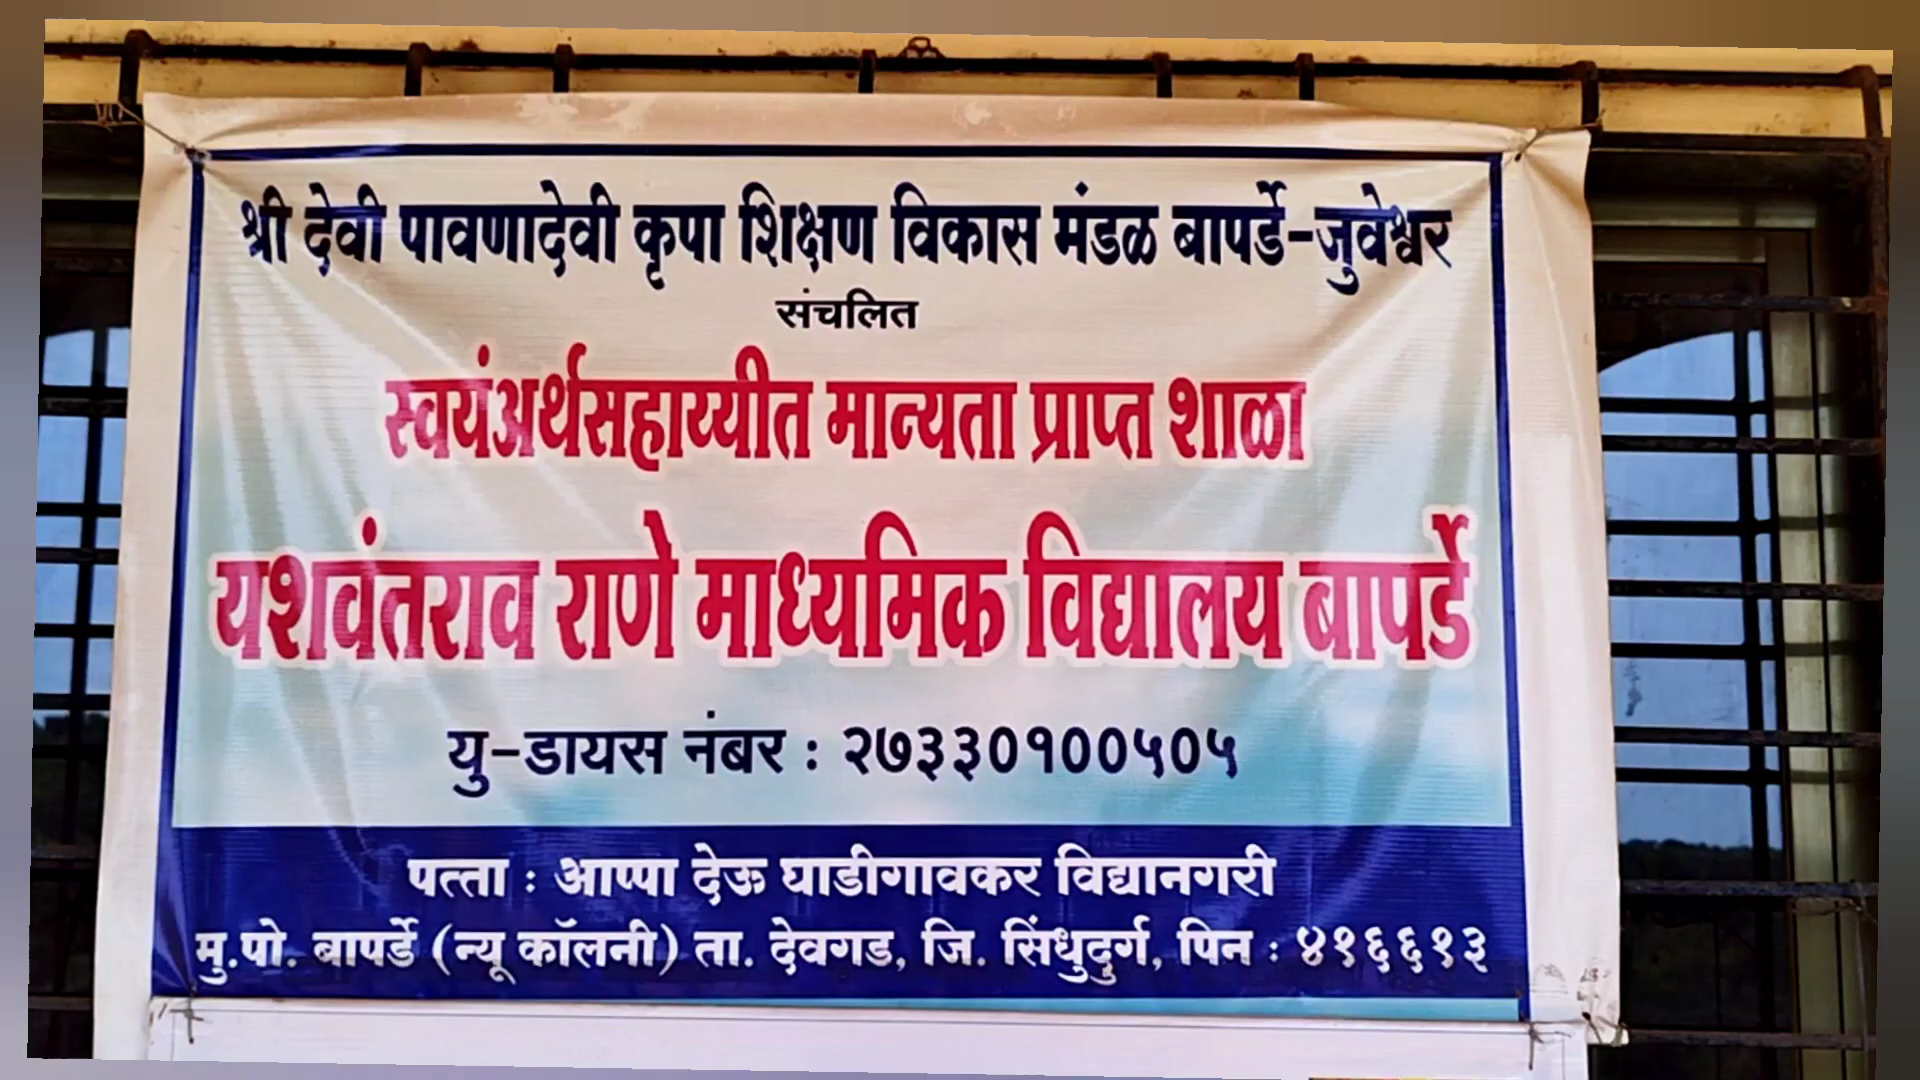 श्री देवी पावणादेवी कृपा शिक्षण विकास मंडळ बापर्डे-जुवेश्वर
संचलित
स्वयंअर्थसहाय्यीत मान्यता प्राप्त शाळा
यशवंतराव राणे माध्यमिक विद्यालय बापर्डे
यु-डायस नंबर : २७३३०१००५०५
पत्ता : आप्पा देऊ घाडीगावकर विद्यानगरी
मु.पो. बापर्डे (न्यू कॉलनी) ता. देवगड, जि. सिंधुदुर्ग, पिन : ४१६६१३